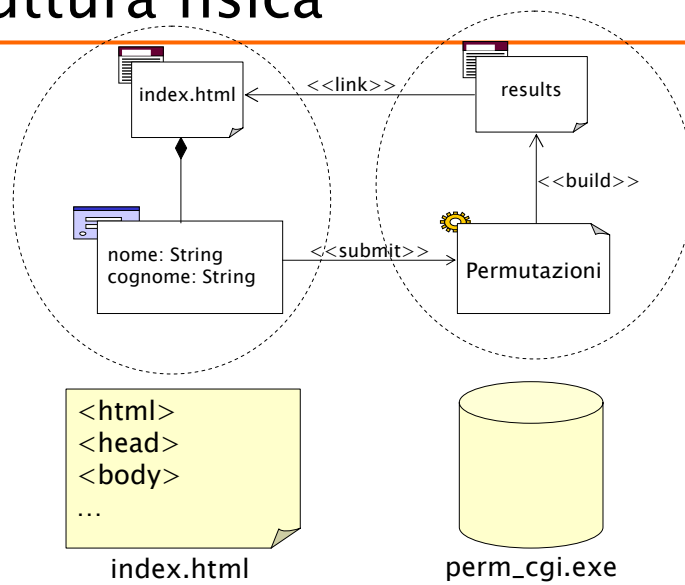 uttura fisica
index.html
<<link>>
results
<<build>>
nome: String
cognome: String
<<submit>>
Permutazioni
<html>
<head>
<body>
…
index.html
perm_cgi.exe